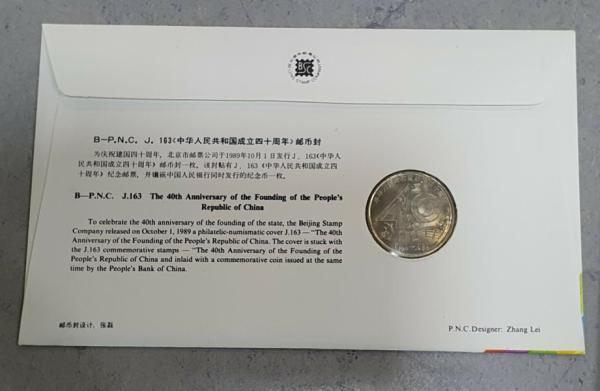 B—P.N.C. J. 163《中华人民共和国成立四十周年》邮币封
为庆祝建国四十周年，北京市邮票公司于1989年10月1日发行J．163《中华人
民共和国成立四十周年》邮币封一枚。该封贴有J．163《中华人民共和国成立四
十周年》纪念邮票，并镶嵌中国人民银行同时发行的纪念币一枚。
B—P.N.C. J.163 The 40th Anniversary of the Founding of the People's
Republic of China
To celebrate the 40th anniversary of the founding of the state, the Beijing Stamp
Company released on October 1, 1989 a philatelic-numismatic cover J.163 — "The 40th
Anniversary of the Founding of the People's Republic of China. The cover is stuck with
the J.163 commemorative stamps — "The 40th Anniversary of the Founding of the
People's Republic of China and inlaid with a commemorative coin issued at the same
time by the People's Bank of China.
邮币封设计：张磊
P.N.C.Designer: Zhang Lei